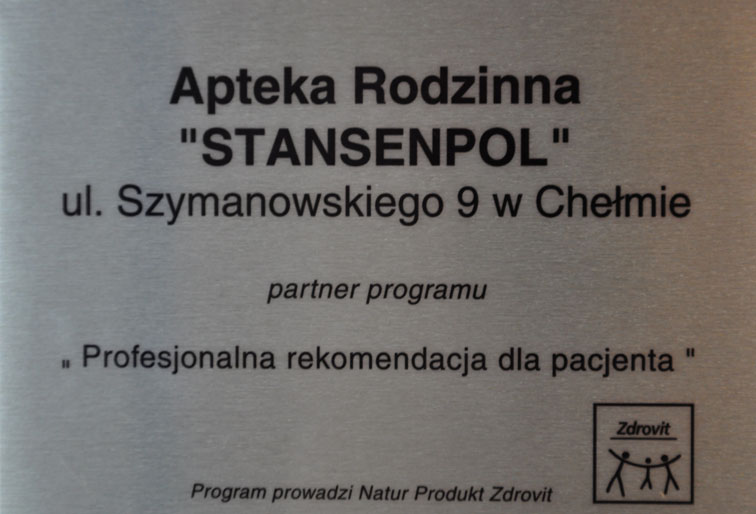 Apteka Rodzinna
"STANSENPOL"
ul. Szymanowskiego 9 w Chełmie
partner programu
„ Profesjonalna rekomendacja dla pacjenta "
Zdrovit
Program prowadzi Natur Produkt Zdrovit